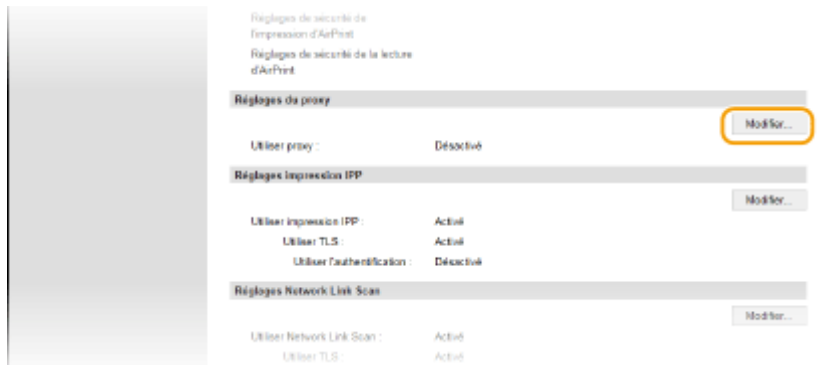 Réglages de sécurité de
l'impression d'AirPrint
Réglages de sécurité de la lecture
d'AirPrint
Réglages du proxy
Modifier...
Utiliser proxy : Désactivé
Réglages impression IPP
Modifier...
Utiliser impression IPP : Activé
Utiliser TLS : Activé
Utiliser l'authentification : Désactivé
Réglages Network Link Scan
Modifier...
Utiliser Network Link Scan : Activé
Utiliser TLS : Activé